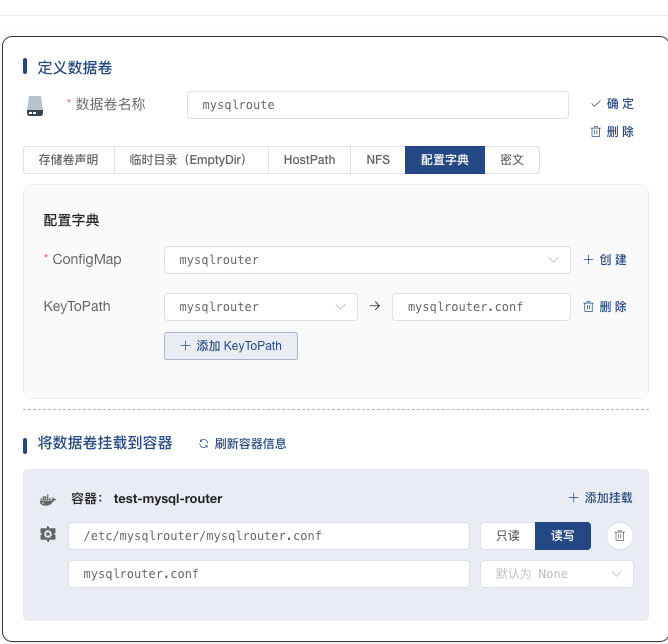 定义数据卷
* 数据卷名称 mysqlroute 确 定
删 除
存储卷声明 临时目录（EmptyDir） HostPath NFS 配置字典 密文
配置字典
* ConfigMap mysqlrouter 创 建
KeyToPath mysqlrouter → mysqlrouter.conf 删 除
+ 添加 KeyToPath
将数据卷挂载到容器 刷新容器信息
容器： test-mysql-router + 添加挂载
/etc/mysqlrouter/mysqlrouter.conf 只读 读写
mysqlrouter.conf 默认为 None